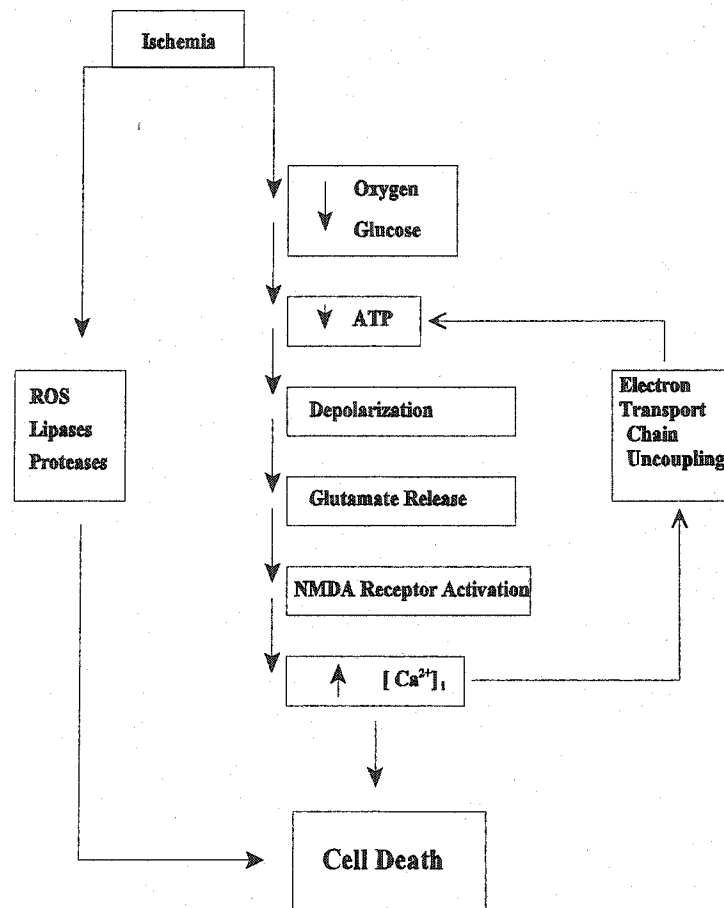 Ischemia
Oxygen
Glucose
ATP
ROS
Lipases
Proteases
Electron
Transport
Chain
Uncoupling
Depolarization
Glutamate Release
NMDA Receptor Activation
[ Ca²⁺]₁
Cell Death